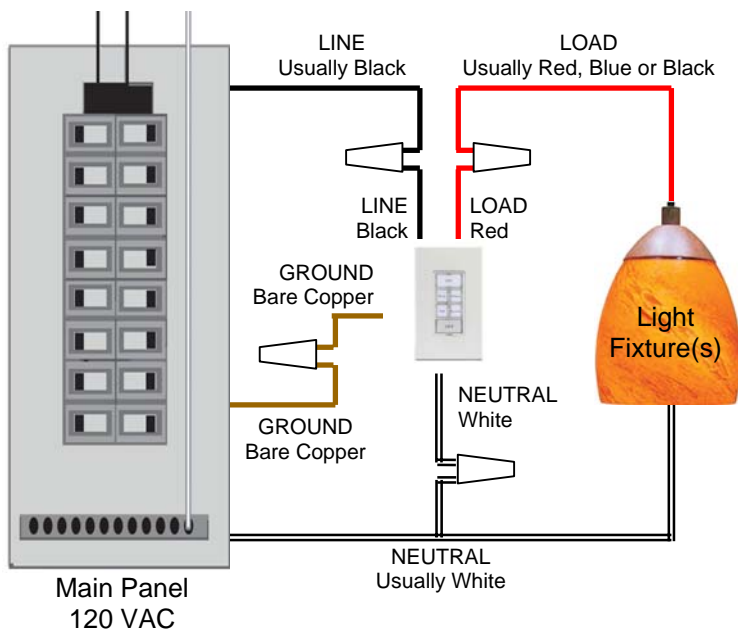 LINE
Usually Black
LOAD
Usually Red, Blue or Black
LINE
Black
LOAD
Red
GROUND
Bare Copper
Light
Fixture(s)
NEUTRAL
White
GROUND
Bare Copper
NEUTRAL
Usually White
Main Panel
120 VAC